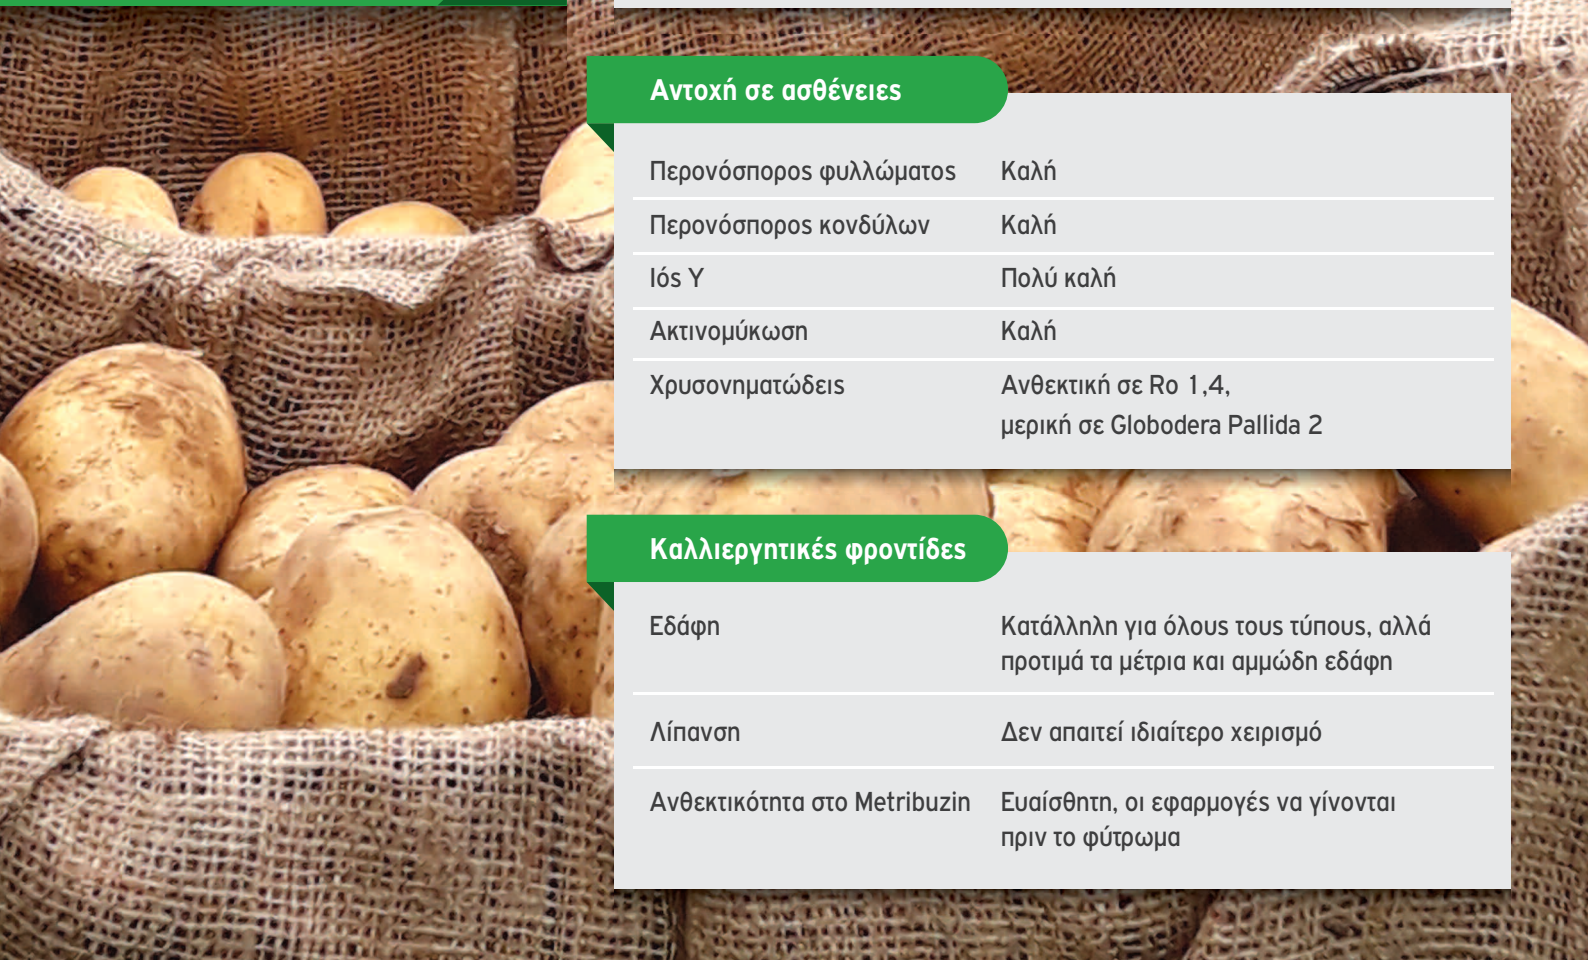 Αντοχή σε ασθένειες
Περονόσπορος φυλλώματος Καλή
Περονόσπορος κονδύλων Καλή
Ιός Υ Πολύ καλή
Ακτινομύκωση Καλή
Χρυσονηματώδεις Ανθεκτική σε Ro 1,4,
μερική σε Globodera Pallida 2
Καλλιεργητικές φροντίδες
Εδάφη Κατάλληλη για όλους τους τύπους, αλλά
προτιμά τα μέτρια και αμμώδη εδάφη
Λίπανση Δεν απαιτεί ιδιαίτερο χειρισμό
Ανθεκτικότητα στο Metribuzin Ευαίσθητη, οι εφαρμογές να γίνονται
πριν το φύτρωμα